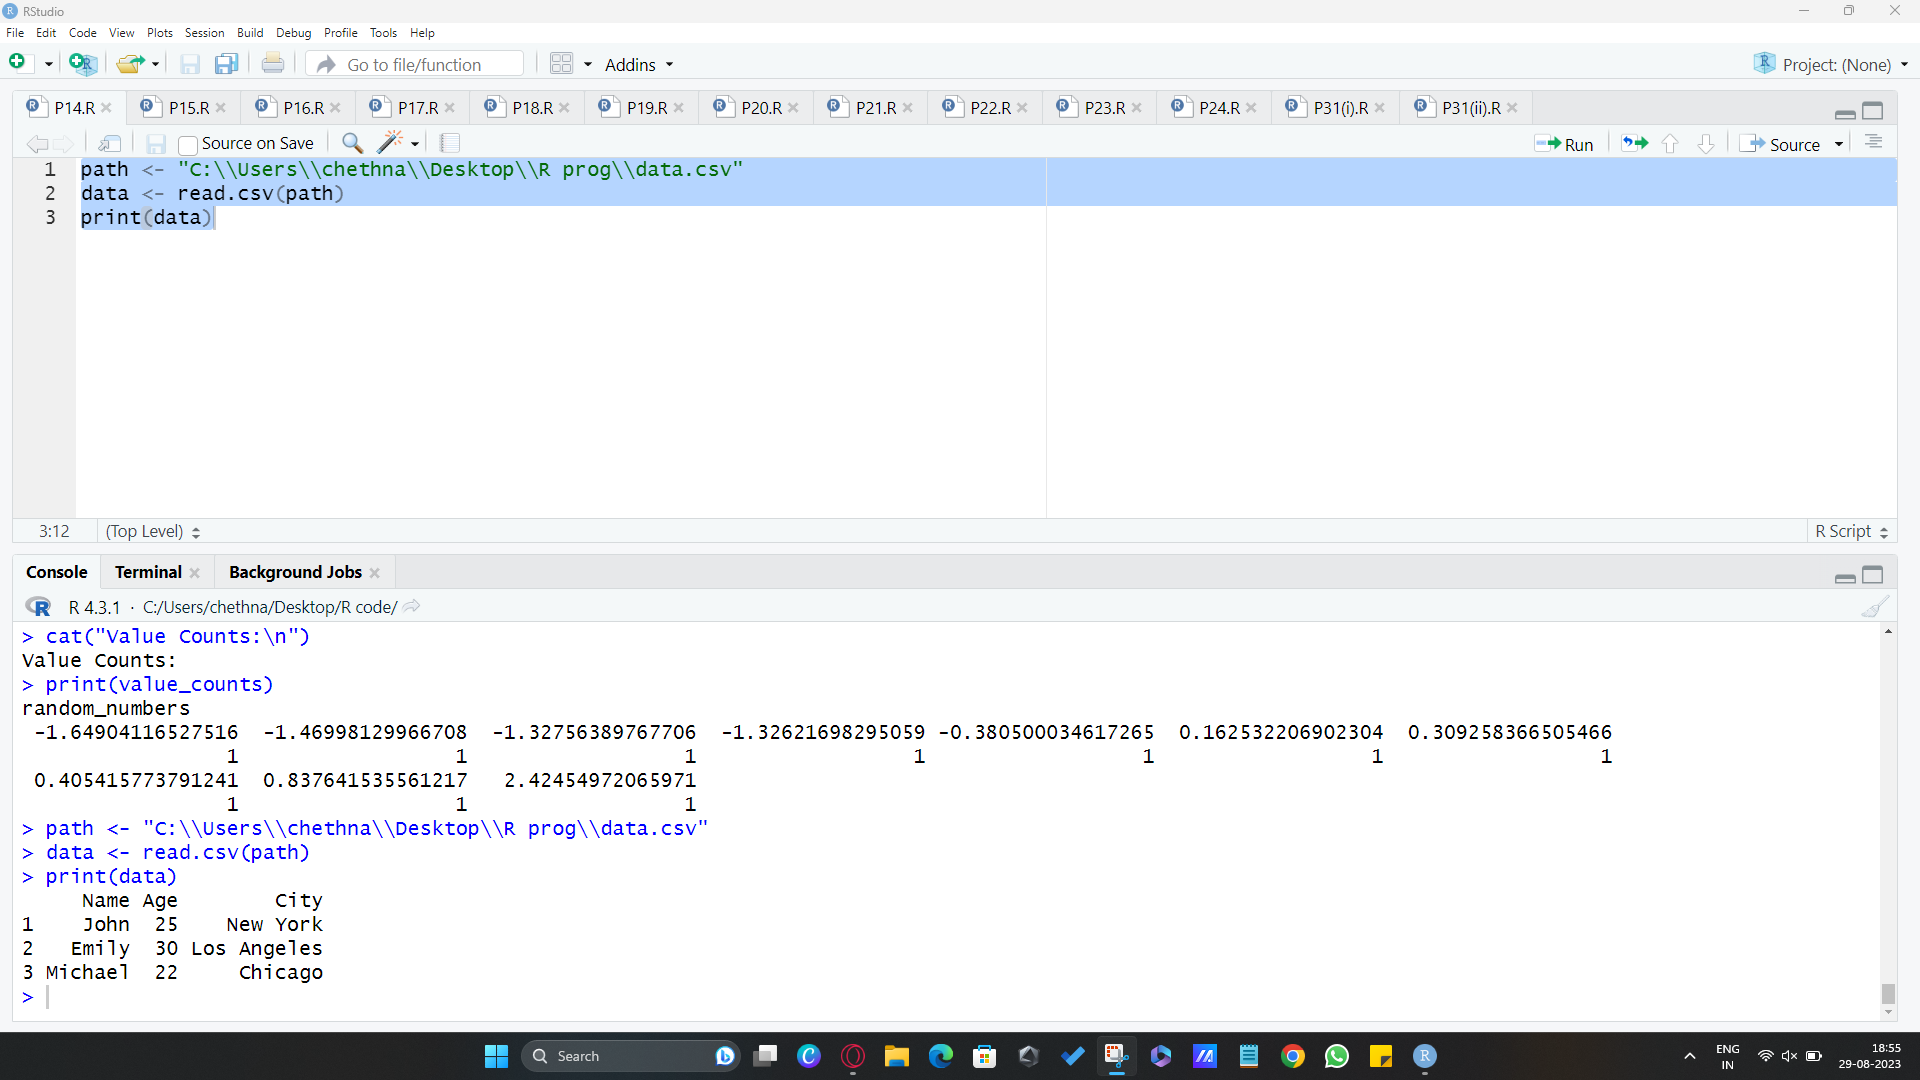 RStudio
File Edit Code View Plots Session Build Debug Profile Tools Help
Go to file/function Addins Project: (None)
P14.R P15.R P16.R P17.R P18.R P19.R P20.R P21.R P22.R P23.R P24.R P31(i).R P31(ii).R
Source on Save Run Source
1 path <- "C:\\Users\\chethna\\Desktop\\R prog\\data.csv"
2 data <- read.csv(path)
3 print(data)
3:12 (Top Level) R Script
Console Terminal Background Jobs
R R 4.3.1 · C:/Users/chethna/Desktop/R code/
> cat("Value Counts:\n")
Value Counts:
> print(value_counts)
random_numbers
-1.64904116527516 -1.46998129966708 -1.32756389767706 -1.32621698295059 -0.380500034617265 0.162532206902304 0.309258366505466
1 1 1 1 1 1 1
0.405415773791241 0.837641535561217 2.42454972065971
1 1 1
> path <- "C:\\Users\\chethna\\Desktop\\R prog\\data.csv"
> data <- read.csv(path)
> print(data)
Name Age City
1 John 25 New York
2 Emily 30 Los Angeles
3 Michael 22 Chicago
>
Search ENG 18:55
IN 29-08-2023